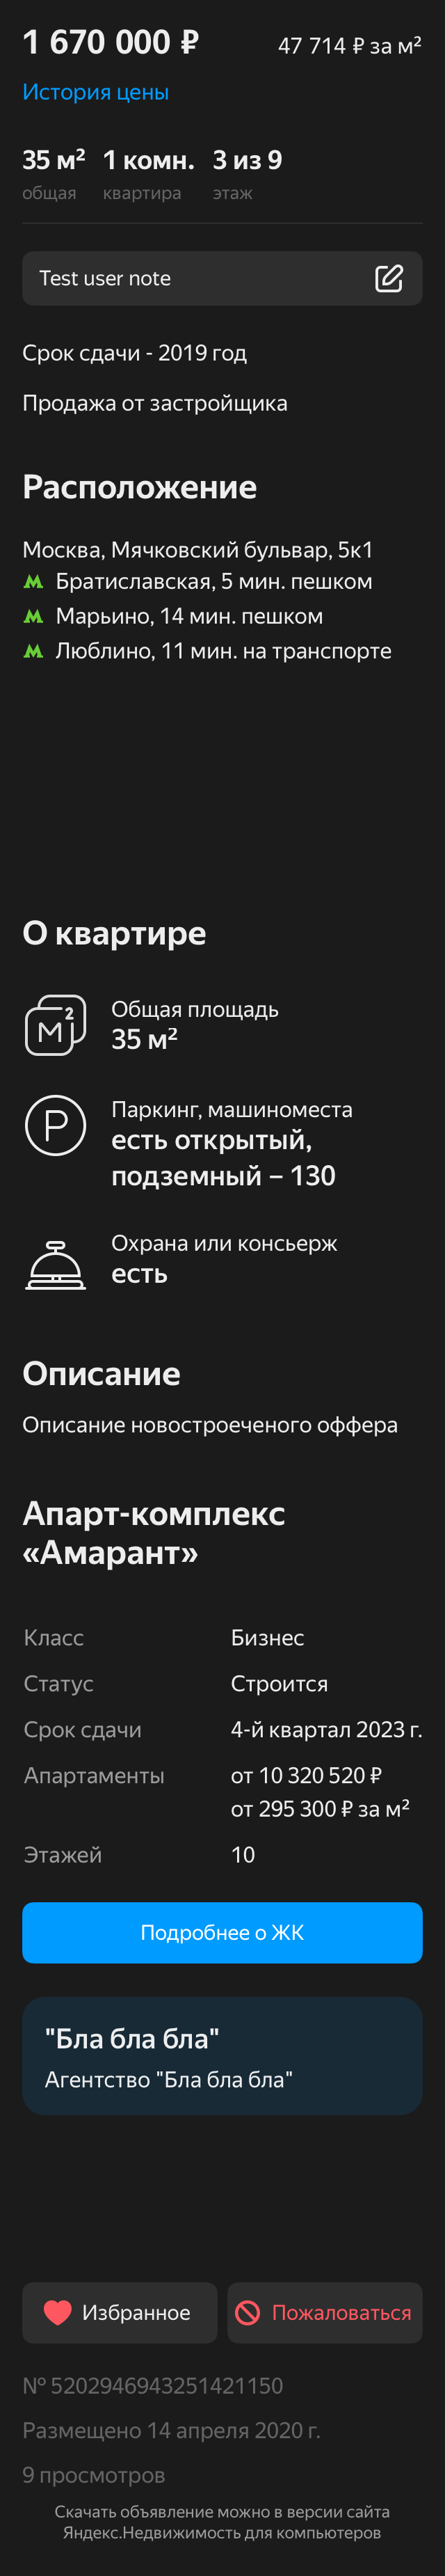 1 670 000 ₽ 47 714 ₽ за м²
История цены
35 м² 1 комн. 3 из 9
общая квартира этаж
Test user note
Срок сдачи - 2019 год
Продажа от застройщика
Расположение
Москва, Мячковский бульвар, 5к1
Братиславская, 5 мин. пешком
Марьино, 14 мин. пешком
Люблино, 11 мин. на транспорте
О квартире
Общая площадь
35 м²
Паркинг, машиноместа
есть открытый,
подземный – 130
Охрана или консьерж
есть
Описание
Описание новостроеченого оффера
Апарт-комплекс
«Амарант»
Класс Бизнес
Статус Строится
Срок сдачи 4-й квартал 2023 г.
Апартаменты от 10 320 520 ₽
от 295 300 ₽ за м²
Этажей 10
Подробнее о ЖК
"Бла бла бла"
Агентство "Бла бла бла"
Избранное Пожаловаться
№ 5202946943251421150
Размещено 14 апреля 2020 г.
9 просмотров
Скачать объявление можно в версии сайта
Яндекс.Недвижимость для компьютеров